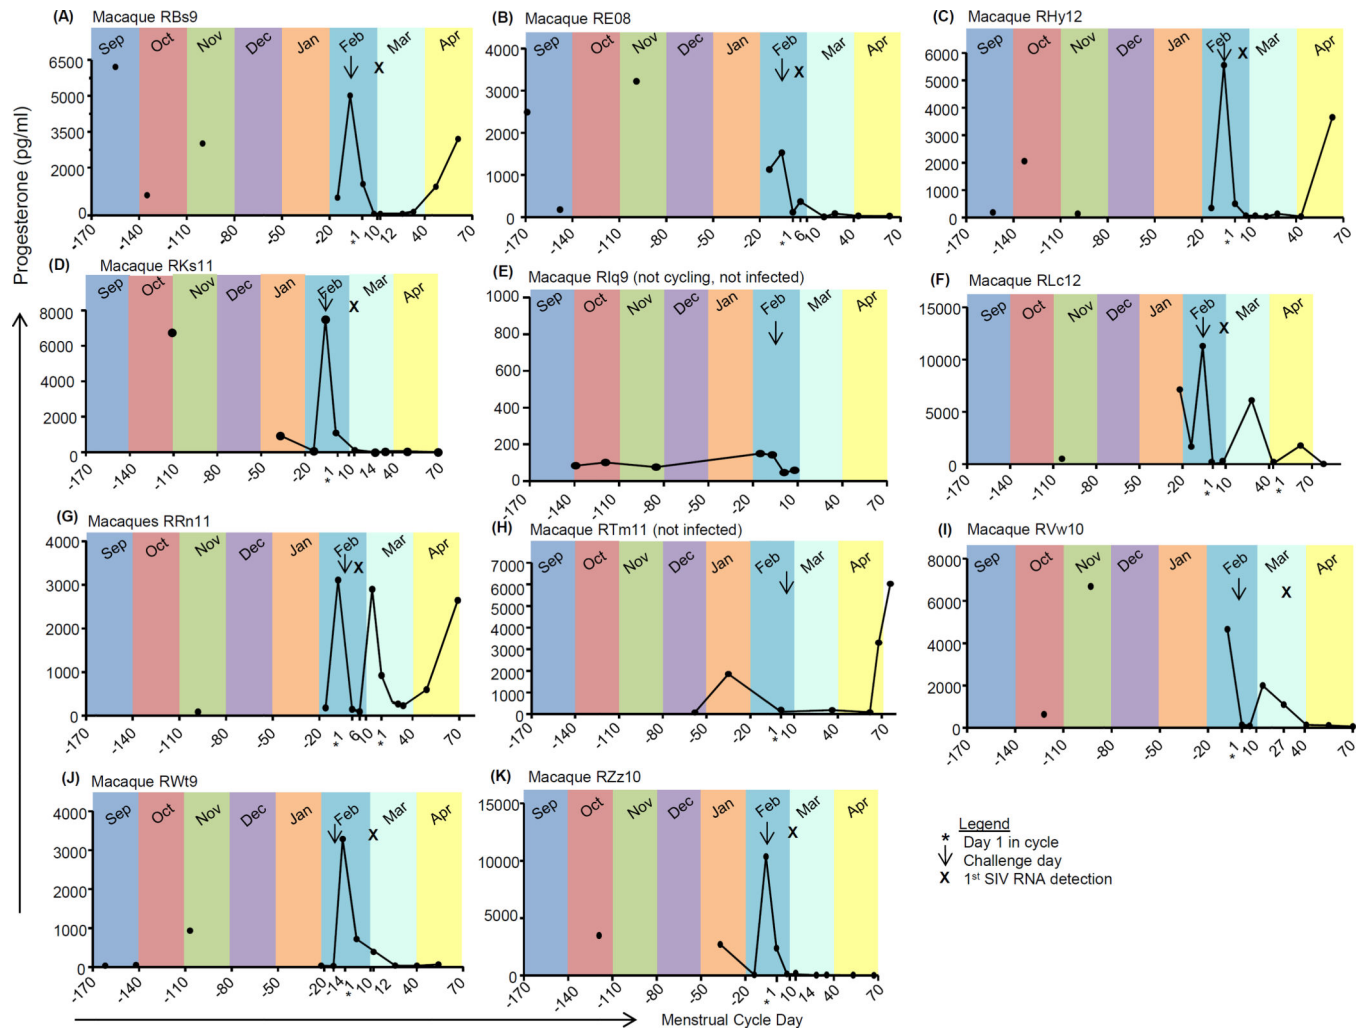 Progesterone (pg/ml)
(A) Macaque RBs9
Sep Oct Nov Dec Jan Feb Mar Apr
X
6500
5000
3500
2000
0
-170 -140 -110 -80 -50 -20 * 1 10 12 40 70
(B) Macaque RE08
Sep Oct Nov Dec Jan Feb Mar Apr
X
4000
3000
2000
1000
0
-170 -140 -110 -80 -50 -20 * 1 10 40 70
(C) Macaque RHy12
Sep Oct Nov Dec Jan Feb Mar Apr
X
6000
5000
4000
3000
2000
1000
0
-170 -140 -110 -80 -50 -20 * 1 10 40 70
(D) Macaque RKs11
Sep Oct Nov Dec Jan Feb Mar Apr
X
8000
6000
4000
2000
0
-170 -140 -110 -80 -50 -20 * 1 10 14 40 70
(E) Macaque RIq9 (not cycling, not infected)
Sep Oct Nov Dec Jan Feb Mar Apr
1000
800
600
400
200
0
-170 -140 -110 -80 -50 -20 10 40 70
(F) Macaque RLc12
Sep Oct Nov Dec Jan Feb Mar Apr
X
15000
10000
5000
0
-170 -140 -110 -80 -50 -20 * 1 10 40 * 1 70
(G) Macaques RRn11
Sep Oct Nov Dec Jan Feb Mar Apr
X
4000
3000
2000
1000
0
-170 -140 -110 -80 -50 -20 * 1 6 10 * 1 40 70
(H) Macaque RTm11 (not infected)
Sep Oct Nov Dec Jan Feb Mar Apr
7000
6000
5000
4000
3000
2000
1000
0
-170 -140 -110 -80 -50 -20 * 1 10 40 70
(I) Macaque RVw10
Sep Oct Nov Dec Jan Feb Mar Apr
X
8000
6000
4000
2000
0
-170 -140 -110 -80 -50 -20 * 1 10 27 40 70
(J) Macaque RWt9
Sep Oct Nov Dec Jan Feb Mar Apr
X
4000
3000
2000
1000
0
-170 -140 -110 -80 -50 -20 -14 * 1 10 12 40 70
(K) Macaque RZz10
Sep Oct Nov Dec Jan Feb Mar Apr
X
15000
10000
5000
0
-170 -140 -110 -80 -50 -20 * 1 10 14 40 70
Legend
* Day 1 in cycle
Challenge day
X 1st SIV RNA detection
Menstrual Cycle Day